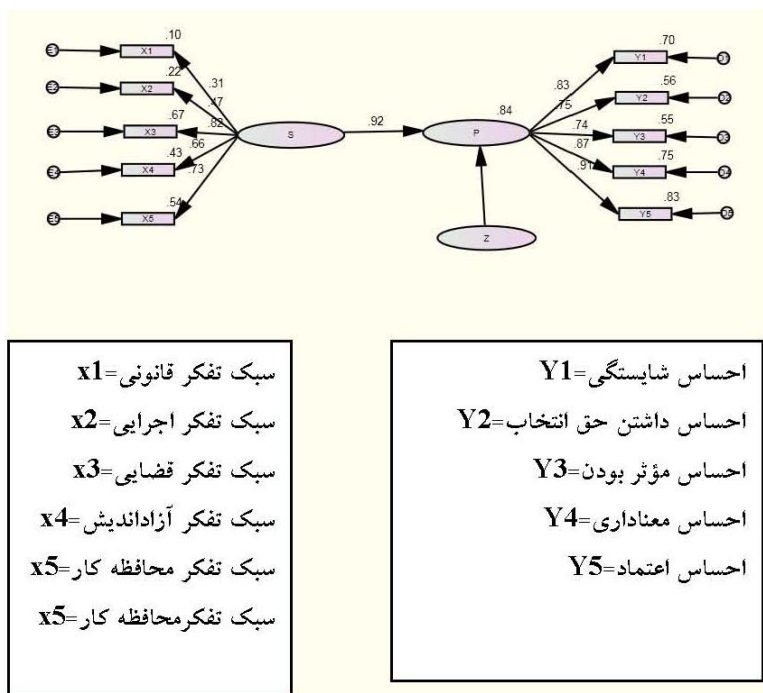 .10
X1
.22
X2
.67
X3
.43
X4
.54
X5
.31
.47
.82
.66
.73
S
.92
.84
P
Z
.83
.75
.74
.87
.91
.70
Y1
.56
Y2
.55
Y3
.75
Y4
.83
Y5
سبک تفکر قانونی=x1
سبک تفکر اجرایی=x2
سبک تفکر قضایی=x3
سبک تفکر آزاداندیش=x4
سبک تفکر محافظه کار=x5
سبک تفکرمحافظه کار=x5
احساس شایستگی=Y1
احساس داشتن حق انتخاب=Y2
احساس مؤثر بودن=Y3
احساس معناداری=Y4
احساس اعتماد=Y5